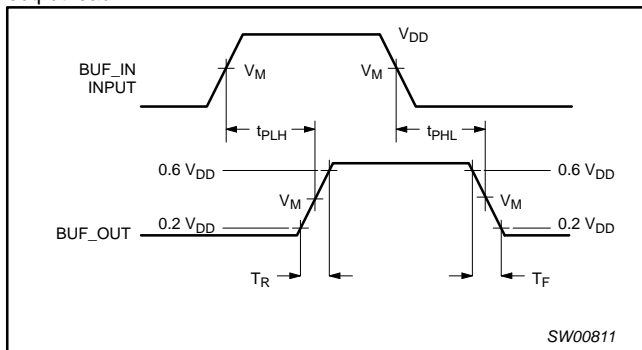 V_DD
BUF_IN
INPUT
V_M
V_M
t_PLH
t_PHL
0.6 V_DD
0.6 V_DD
V_M
V_M
BUF_OUT
0.2 V_DD
0.2 V_DD
T_R
T_F
SW00811